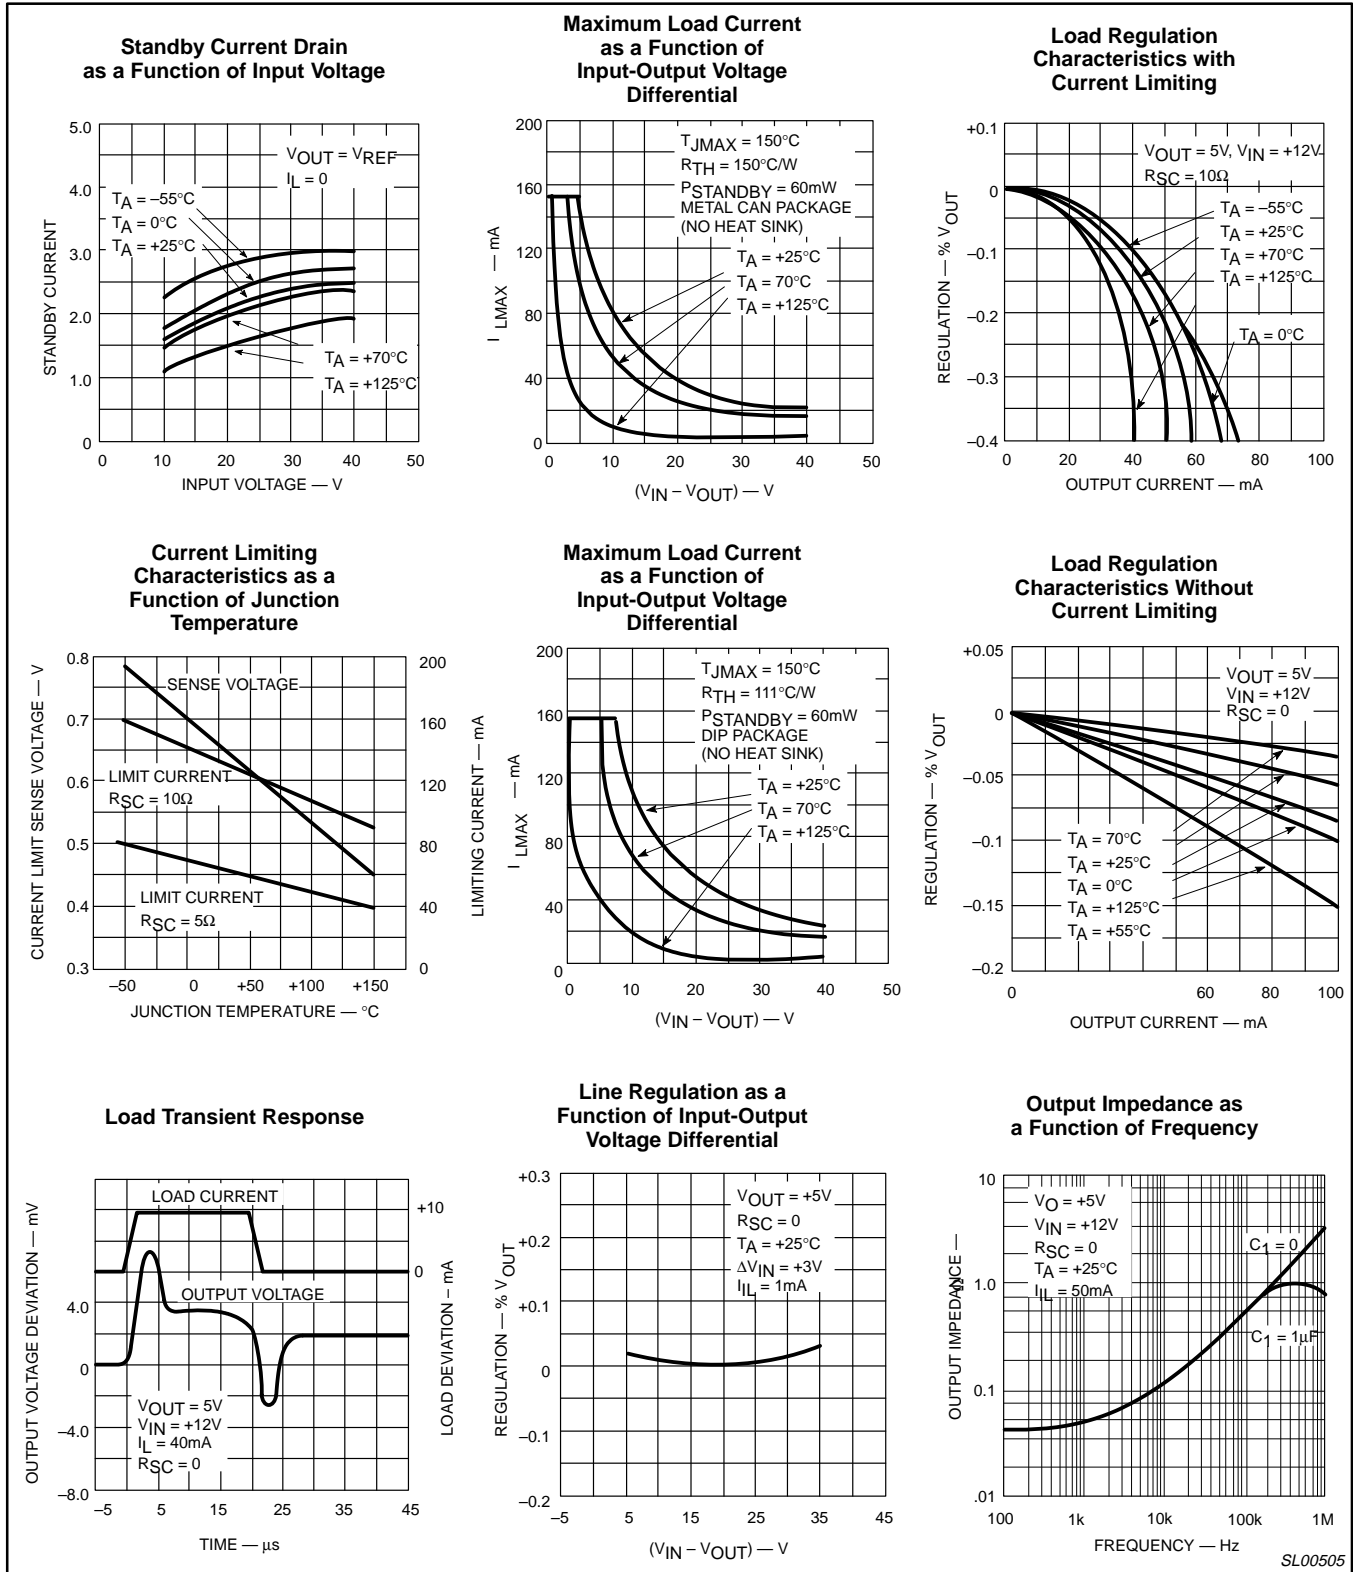 Standby Current Drain
as a Function of Input Voltage
5.0
4.0
3.0
2.0
1.0
0
STANDBY CURRENT
VOUT = VREF
IL = 0
TA = –55°C
TA = 0°C
TA = +25°C
TA = +70°C
TA = +125°C
0 10 20 30 40 50
INPUT VOLTAGE — V
Maximum Load Current
as a Function of
Input-Output Voltage
Differential
200
160
120
80
40
0
I LMAX — mA
TJMAX = 150°C
RTH = 150°C/W
PSTANDBY = 60mW
METAL CAN PACKAGE
(NO HEAT SINK)
TA = +25°C
TA = 70°C
TA = +125°C
0 10 20 30 40 50
(VIN – VOUT) — V
Load Regulation
Characteristics with
Current Limiting
+0.1
0
–0.1
–0.2
–0.3
–0.4
REGULATION — % VOUT
VOUT = 5V, VIN = +12V
RSC = 10Ω
TA = –55°C
TA = +25°C
TA = +70°C
TA = +125°C
TA = 0°C
0 20 40 60 80 100
OUTPUT CURRENT — mA
Current Limiting
Characteristics as a
Function of Junction
Temperature
0.8
0.7
0.6
0.5
0.4
0.3
CURRENT LIMIT SENSE VOLTAGE — V
SENSE VOLTAGE
LIMIT CURRENT
RSC = 10Ω
LIMIT CURRENT
RSC = 5Ω
200
160
120
80
40
0
LIMITING CURRENT — mA
–50 0 +50 +100 +150
JUNCTION TEMPERATURE — °C
Maximum Load Current
as a Function of
Input-Output Voltage
Differential
200
160
120
80
40
0
I LMAX — mA
TJMAX = 150°C
RTH = 111°C/W
PSTANDBY = 60mW
DIP PACKAGE
(NO HEAT SINK)
TA = +25°C
TA = 70°C
TA = +125°C
0 10 20 30 40 50
(VIN – VOUT) — V
Load Regulation
Characteristics Without
Current Limiting
+0.05
0
–0.05
–0.1
–0.15
–0.2
REGULATION — % VOUT
VOUT = 5V
VIN = +12V
RSC = 0
TA = 70°C
TA = +25°C
TA = 0°C
TA = +125°C
TA = +55°C
0 60 80 100
OUTPUT CURRENT — mA
Load Transient Response
4.0
0
–4.0
–8.0
OUTPUT VOLTAGE DEVIATION — mV
LOAD CURRENT
OUTPUT VOLTAGE
VOUT = 5V
VIN = +12V
IL = 40mA
RSC = 0
+10
0
LOAD DEVIATION – mA
–5 5 15 25 35 45
TIME — µs
Line Regulation as a
Function of Input-Output
Voltage Differential
+0.3
+0.2
+0.1
0
–0.1
–0.2
REGULATION — % VOUT
VOUT = +5V
RSC = 0
TA = +25°C
∆VIN = +3V
IIL = 1mA
–5 5 15 25 35 45
(VIN – VOUT) — V
Output Impedance as
a Function of Frequency
10
1.0
0.1
.01
OUTPUT IMPEDANCE — Ω
VO = +5V
VIN = +12V
RSC = 0
TA = +25°C
IIL = 50mA
C1 = 0
C1 = 1µF
100 1k 10k 100k 1M
FREQUENCY — Hz
SL00505